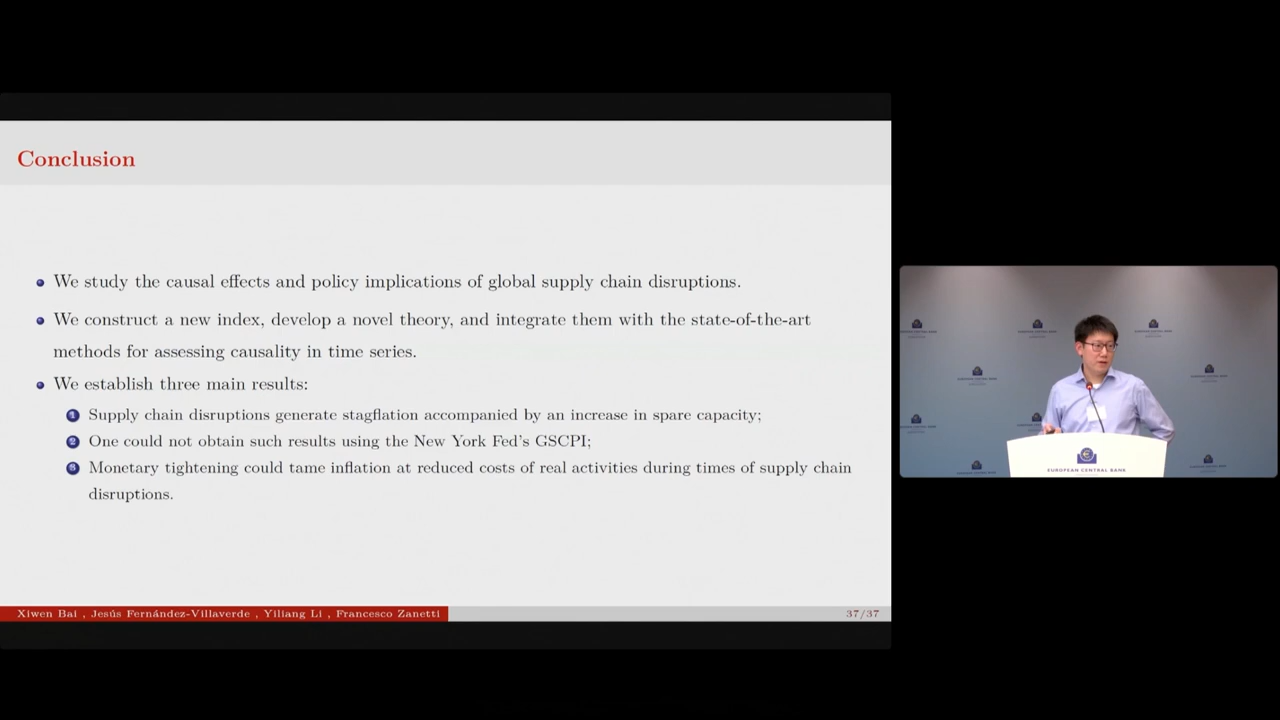 Conclusion
We study the causal effects and policy implications of global supply chain disruptions.
We construct a new index, develop a novel theory, and integrate them with the state-of-the-art
methods for assessing causality in time series.
We establish three main results:
1 Supply chain disruptions generate stagflation accompanied by an increase in spare capacity;
2 One could not obtain such results using the New York Fed's GSCPI;
3 Monetary tightening could tame inflation at reduced costs of real activities during times of supply chain
disruptions.
Xiwen Bai , Jesús Fernández-Villaverde , Yiliang Li , Francesco Zanetti
37/37
EUROPEAN CENTRAL BANK